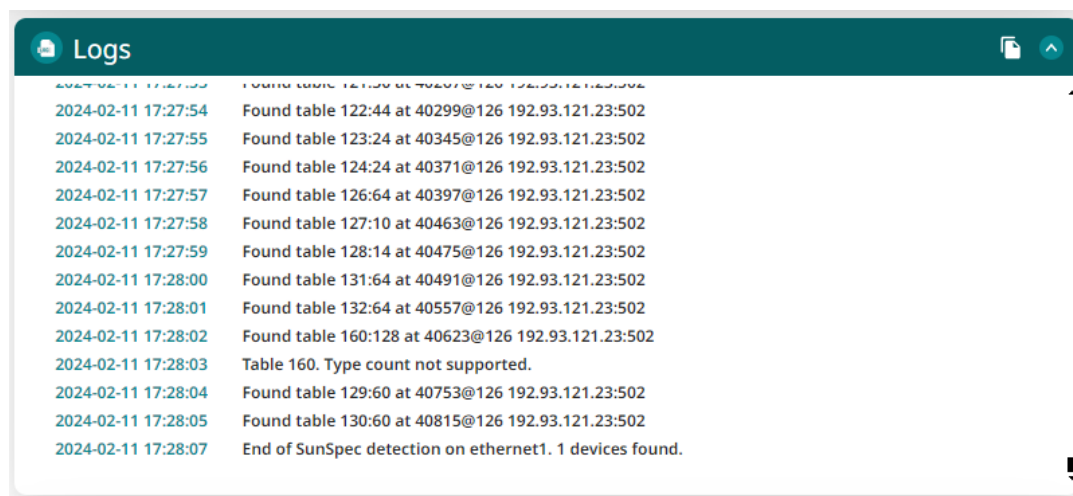 Logs
2024-02-11 17:27:54 Found table 122:44 at 40299@126 192.93.121.23:502
2024-02-11 17:27:55 Found table 123:24 at 40345@126 192.93.121.23:502
2024-02-11 17:27:56 Found table 124:24 at 40371@126 192.93.121.23:502
2024-02-11 17:27:57 Found table 126:64 at 40397@126 192.93.121.23:502
2024-02-11 17:27:58 Found table 127:10 at 40463@126 192.93.121.23:502
2024-02-11 17:27:59 Found table 128:14 at 40475@126 192.93.121.23:502
2024-02-11 17:28:00 Found table 131:64 at 40491@126 192.93.121.23:502
2024-02-11 17:28:01 Found table 132:64 at 40557@126 192.93.121.23:502
2024-02-11 17:28:02 Found table 160:128 at 40623@126 192.93.121.23:502
2024-02-11 17:28:03 Table 160. Type count not supported.
2024-02-11 17:28:04 Found table 129:60 at 40753@126 192.93.121.23:502
2024-02-11 17:28:05 Found table 130:60 at 40815@126 192.93.121.23:502
2024-02-11 17:28:07 End of SunSpec detection on ethernet1. 1 devices found.